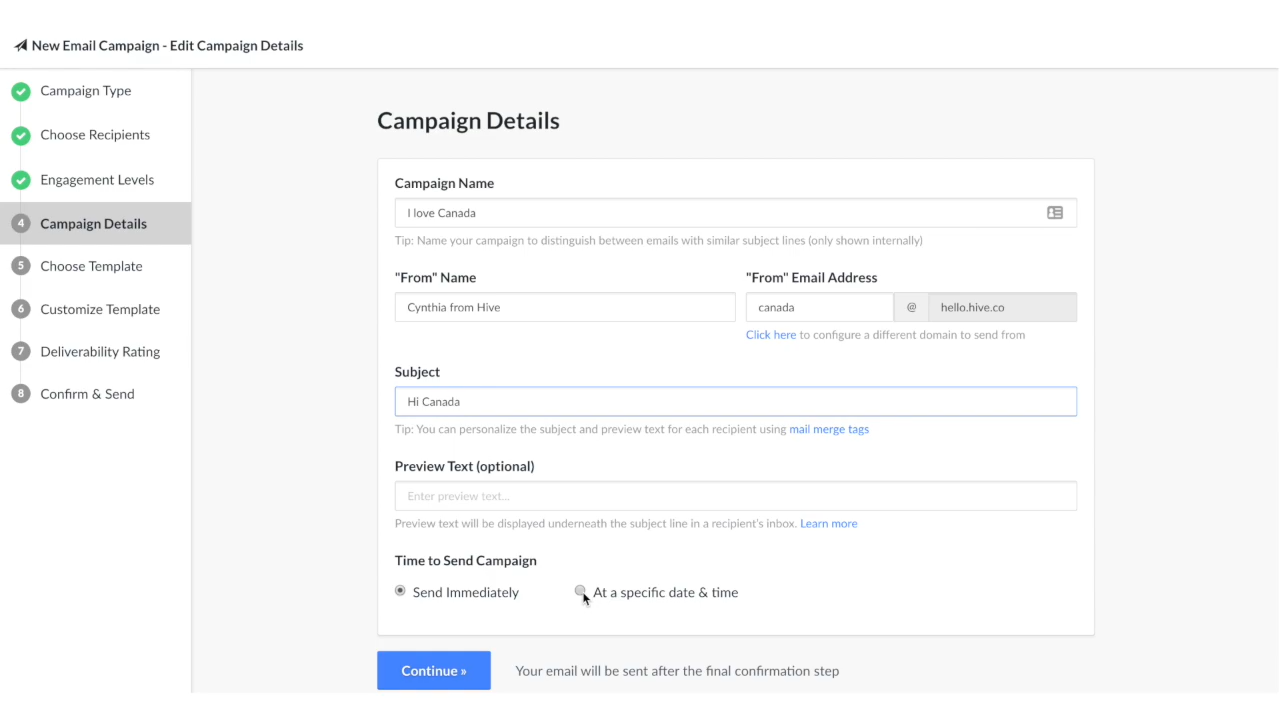 New Email Campaign - Edit Campaign Details
Campaign Type
Choose Recipients
Engagement Levels
4 Campaign Details
5 Choose Template
6 Customize Template
7 Deliverability Rating
8 Confirm & Send
Campaign Details
Campaign Name
I love Canada
Tip: Name your campaign to distinguish between emails with similar subject lines (only shown internally)
"From" Name "From" Email Address
Cynthia from Hive canada @ hello.hive.co
Click here to configure a different domain to send from
Subject
Hi Canada
Tip: You can personalize the subject and preview text for each recipient using mail merge tags
Preview Text (optional)
Enter preview text...
Preview text will be displayed underneath the subject line in a recipient's inbox. Learn more
Time to Send Campaign
Send Immediately At a specific date & time
Continue » Your email will be sent after the final confirmation step